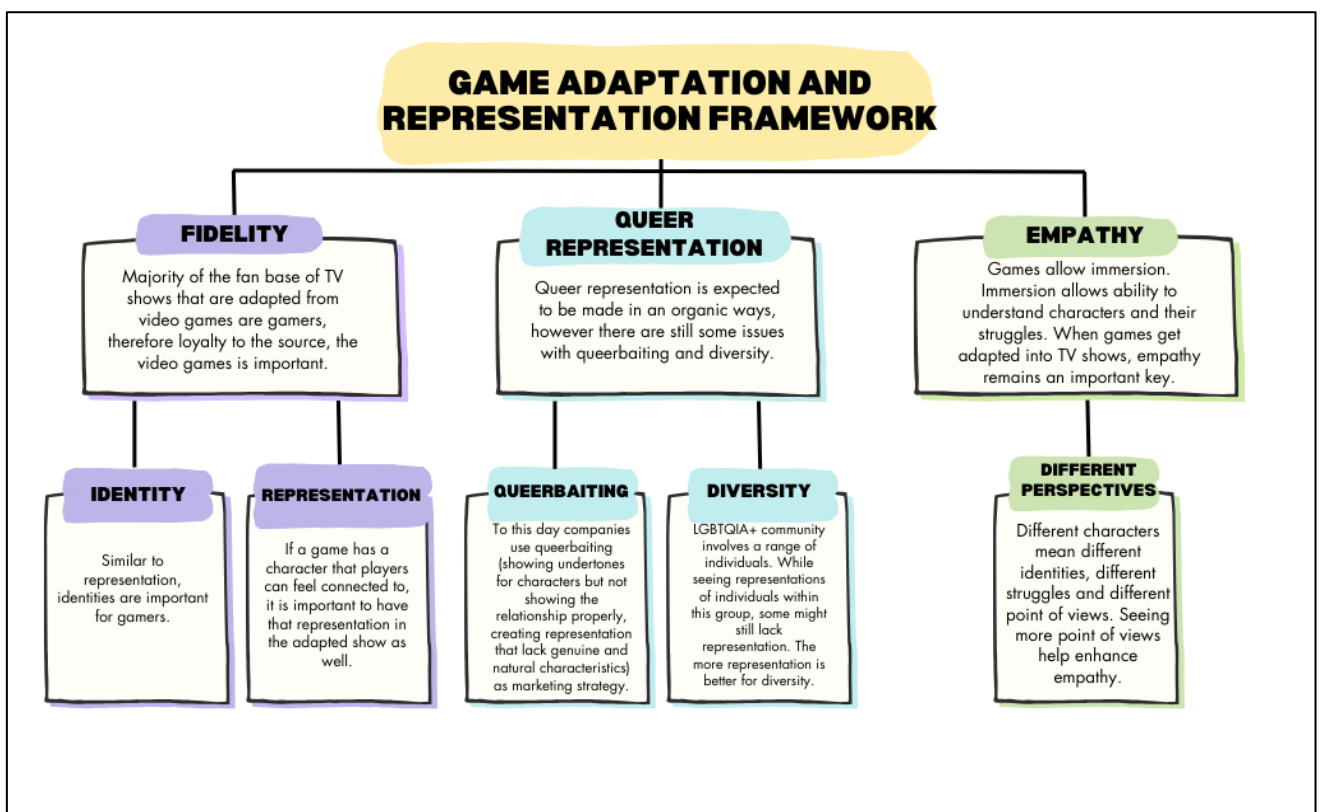 GAME ADAPTATION AND
REPRESENTATION FRAMEWORK
FIDELITY
Majority of the fan base of TV
shows that are adapted from
video games are gamers,
therefore loyalty to the source, the
video games is important.
QUEER
REPRESENTATION
Queer representation is expected
to be made in an organic ways,
however there are still some issues
with queerbaiting and diversity.
EMPATHY
Games allow immersion.
Immersion allows ability to
understand characters and their
struggles. When games get
adapted into TV shows, empathy
remains an important key.
IDENTITY
Similar to
representation,
identities are important
for gamers.
REPRESENTATION
If a game has a
character that players
can feel connected to,
it is important to have
that representation in
the adapted show as
well.
QUEERBAITING
To this day companies
use queerbaiting
(showing undertones
for characters but not
showing the
relationship properly,
creating representation
that lack genuine and
natural characteristics)
as marketing strategy.
DIVERSITY
LGBTQIA+ community
involves a range of
individuals. While
seeing representations
of individuals within
this group, some might
still lack
representation. The
more representation is
better for diversity.
DIFFERENT
PERSPECTIVES
Different characters
mean different
identities, different
struggles and different
point of views. Seeing
more point of views
help enhance
empathy.